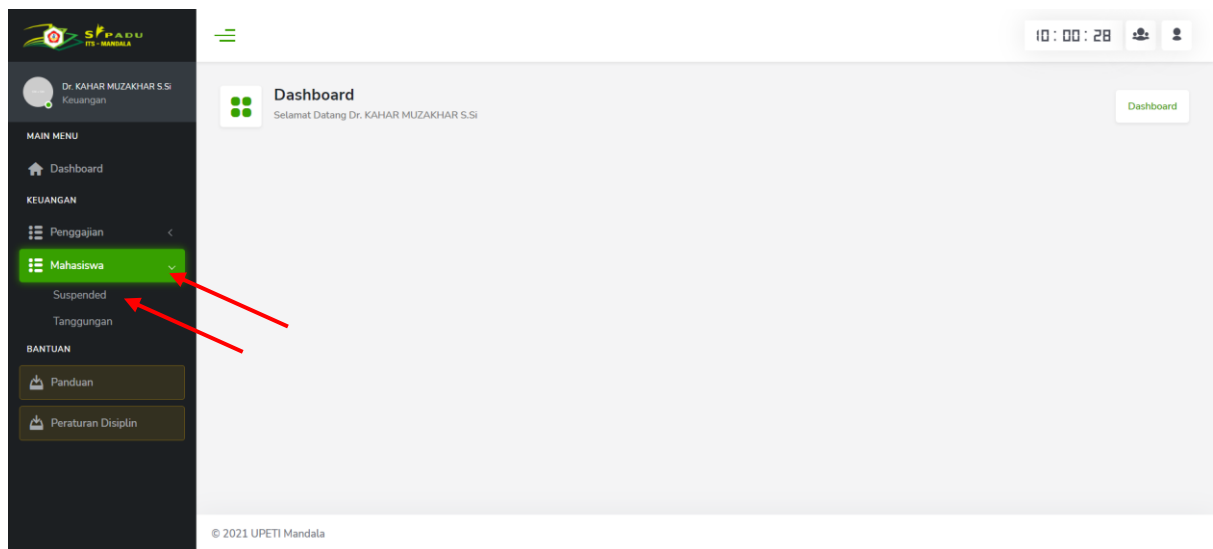 SIPADU
ITS - MANDALA
10:00:28
Dr. KAHAR MUZAKHAR S.Si
Keuangan
MAIN MENU
Dashboard
KEUANGAN
Penggajian
Mahasiswa
Suspended
Tanggungan
BANTUAN
Panduan
Peraturan Disiplin
Dashboard
Selamat Datang Dr. KAHAR MUZAKHAR S.Si
Dashboard
© 2021 UPETI Mandala